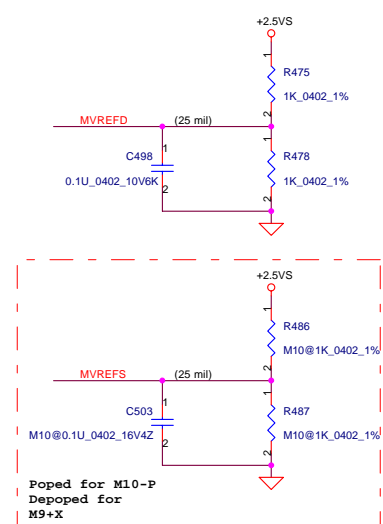 +2.5VS
1
R475
1K_0402_1%
2
MVREFD (25 mil)
1
C498
0.1U_0402_10V6K
2
1
R478
1K_0402_1%
2
+2.5VS
1
R486
M10@1K_0402_1%
2
MVREFS (25 mil)
1
C503
M10@0.1U_0402_16V4Z
2
1
R487
M10@1K_0402_1%
2
Poped for M10-P
Depoped for
M9+X